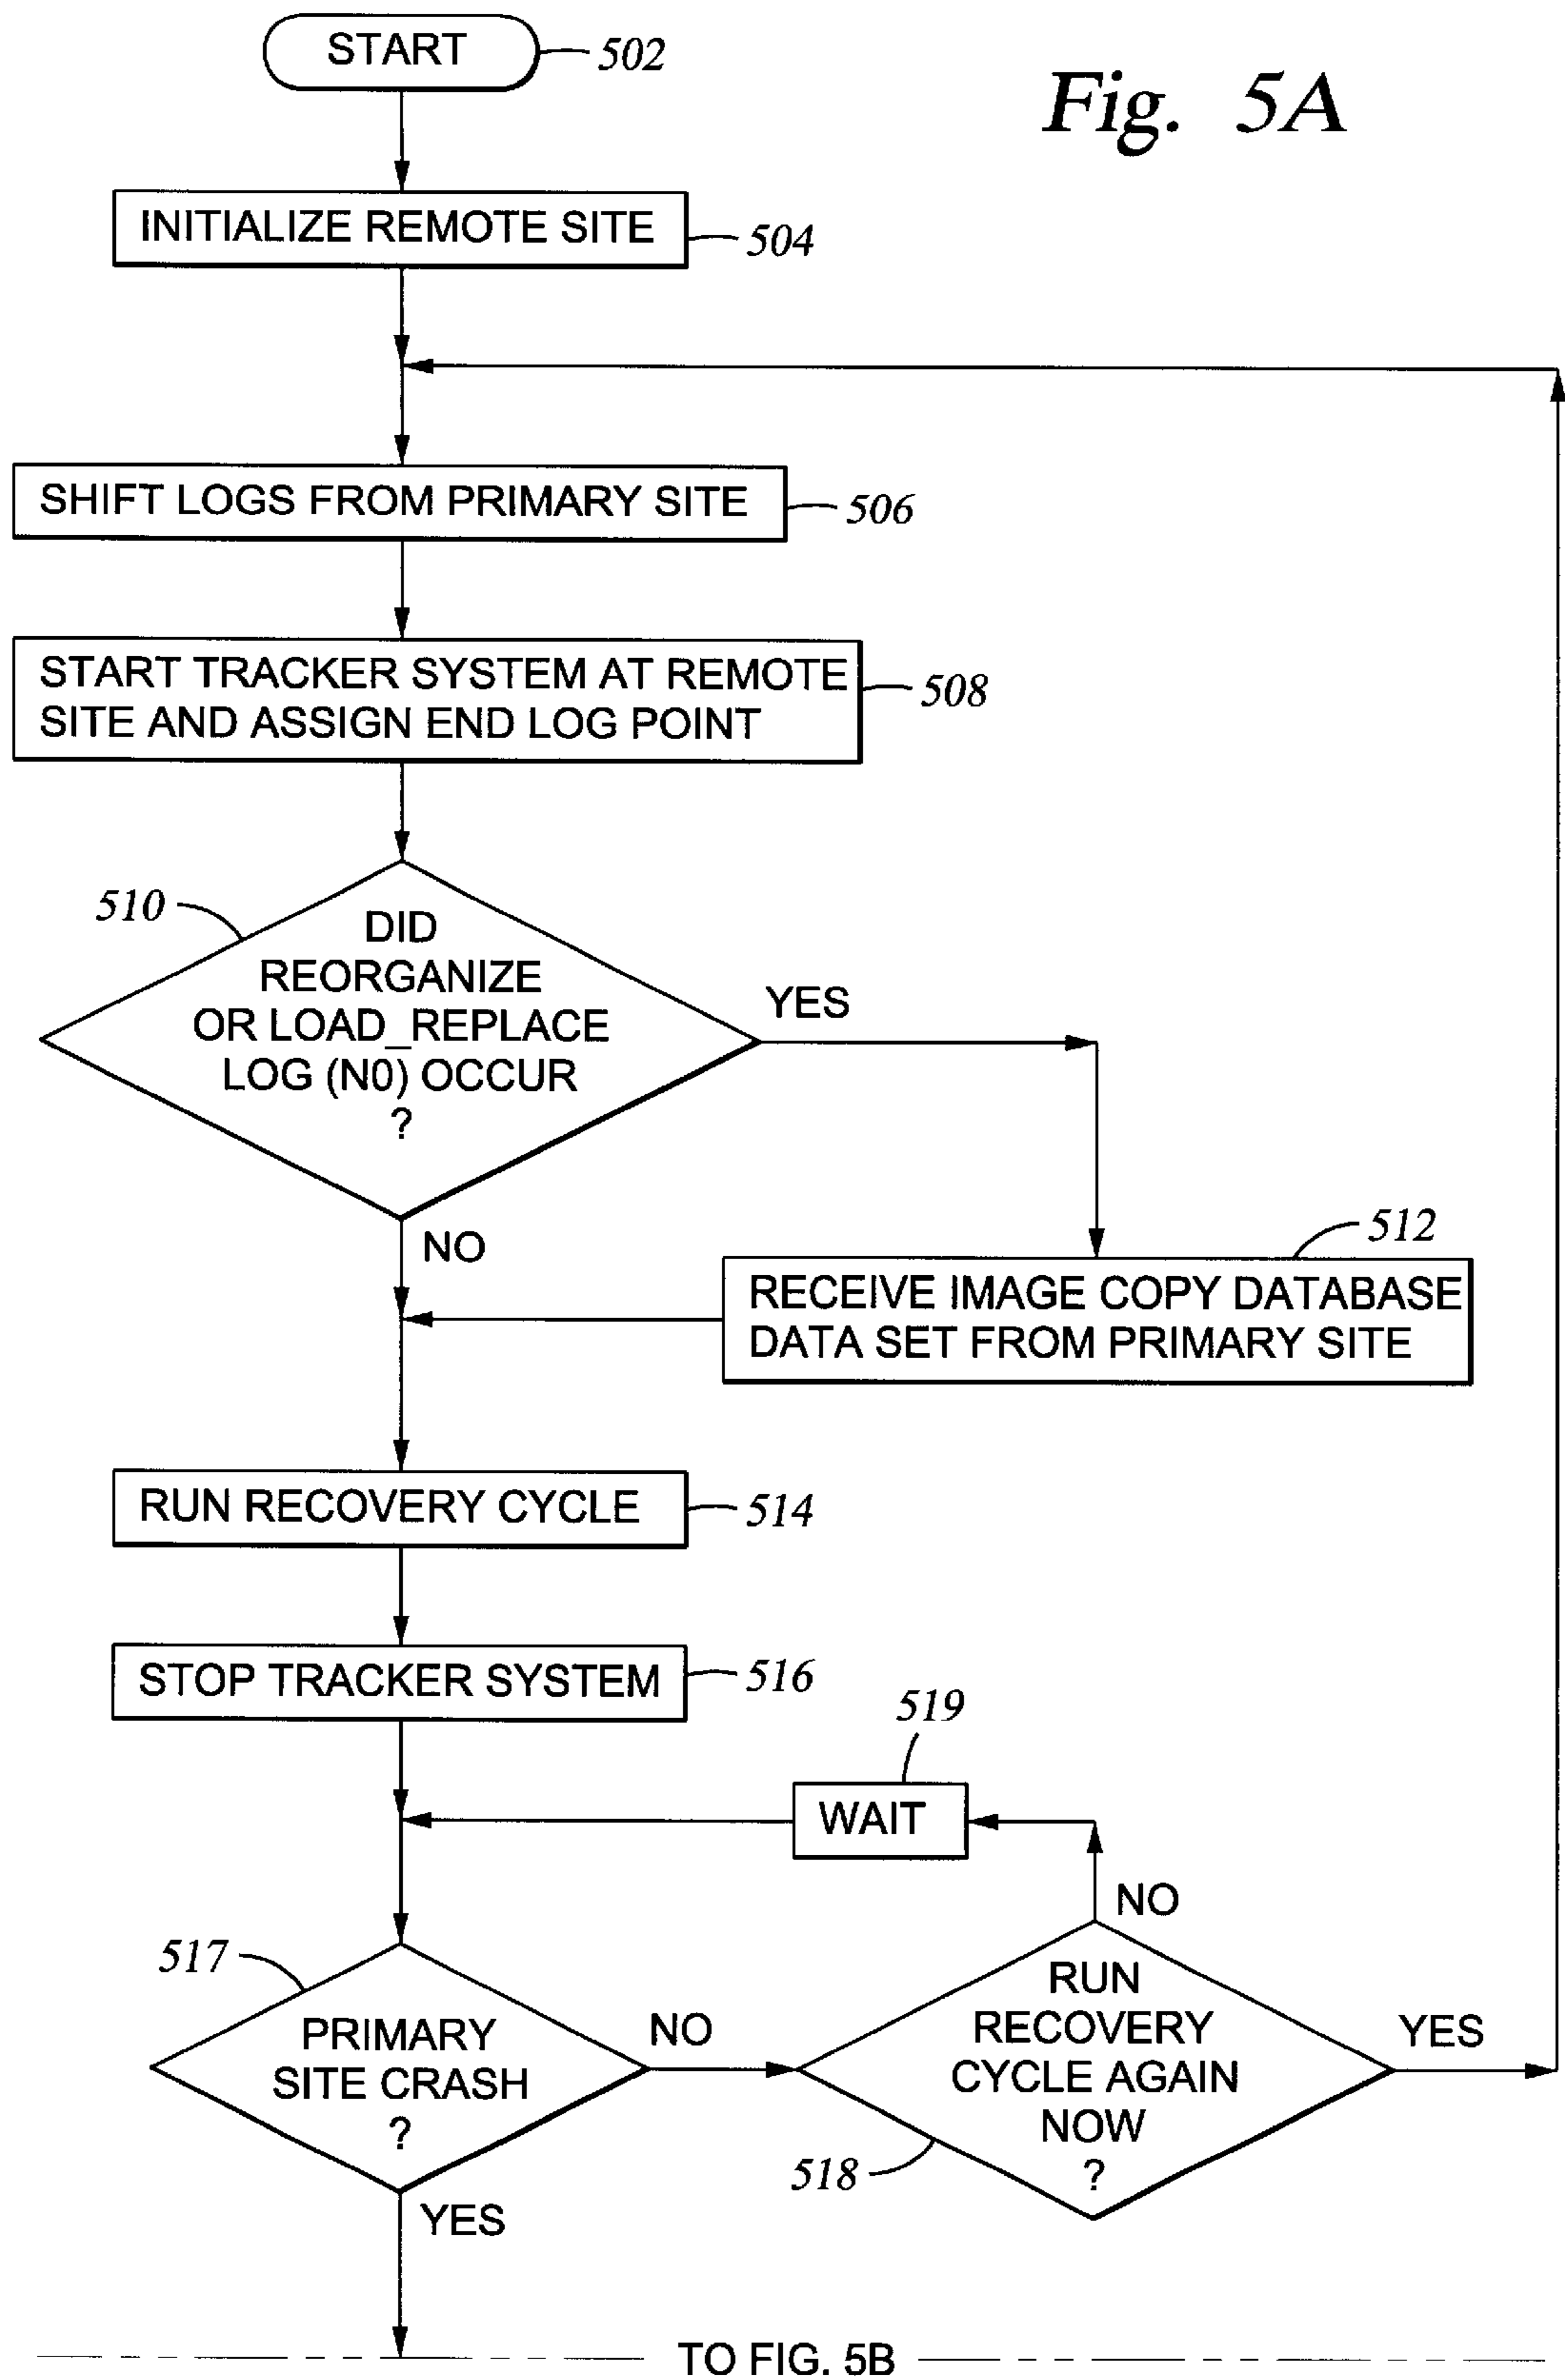 START
502
Fig. 5A
INITIALIZE REMOTE SITE
504
SHIFT LOGS FROM PRIMARY SITE
506
START TRACKER SYSTEM AT REMOTE
SITE AND ASSIGN END LOG POINT
508
510
DID
REORGANIZE
OR LOAD_REPLACE
LOG (N0) OCCUR
?
YES
NO
512
RECEIVE IMAGE COPY DATABASE
DATA SET FROM PRIMARY SITE
RUN RECOVERY CYCLE
514
STOP TRACKER SYSTEM
516
519
WAIT
NO
517
PRIMARY
SITE CRASH
?
NO
RUN
RECOVERY
CYCLE AGAIN
NOW
?
YES
518
YES
TO FIG. 5B